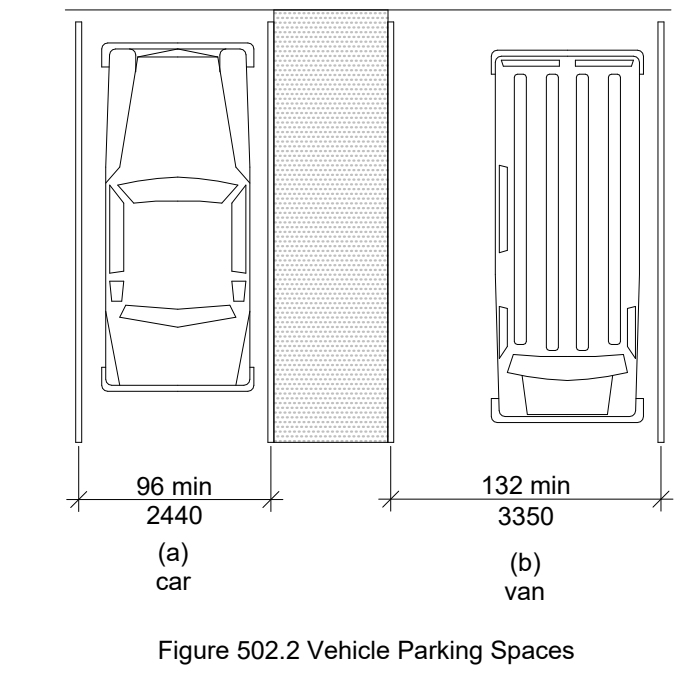 96 min
2440
(a)
car
132 min
3350
(b)
van
Figure 502.2 Vehicle Parking Spaces